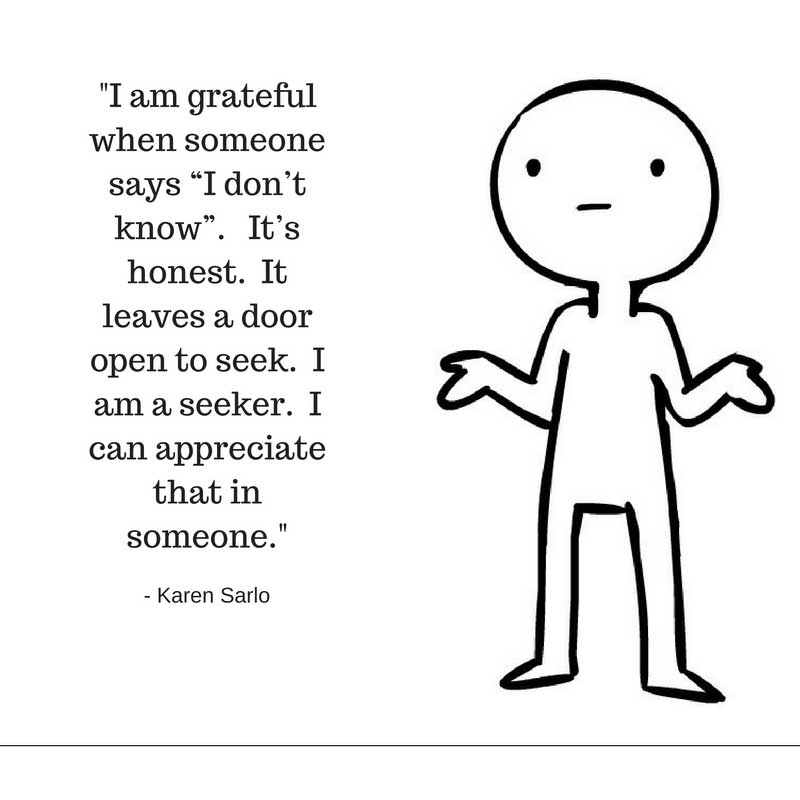 "I am grateful
when someone
says “I don’t
know”.   It’s
honest.  It
leaves a door
open to seek.  I
am a seeker.  I
can appreciate
that in
someone."
- Karen Sarlo